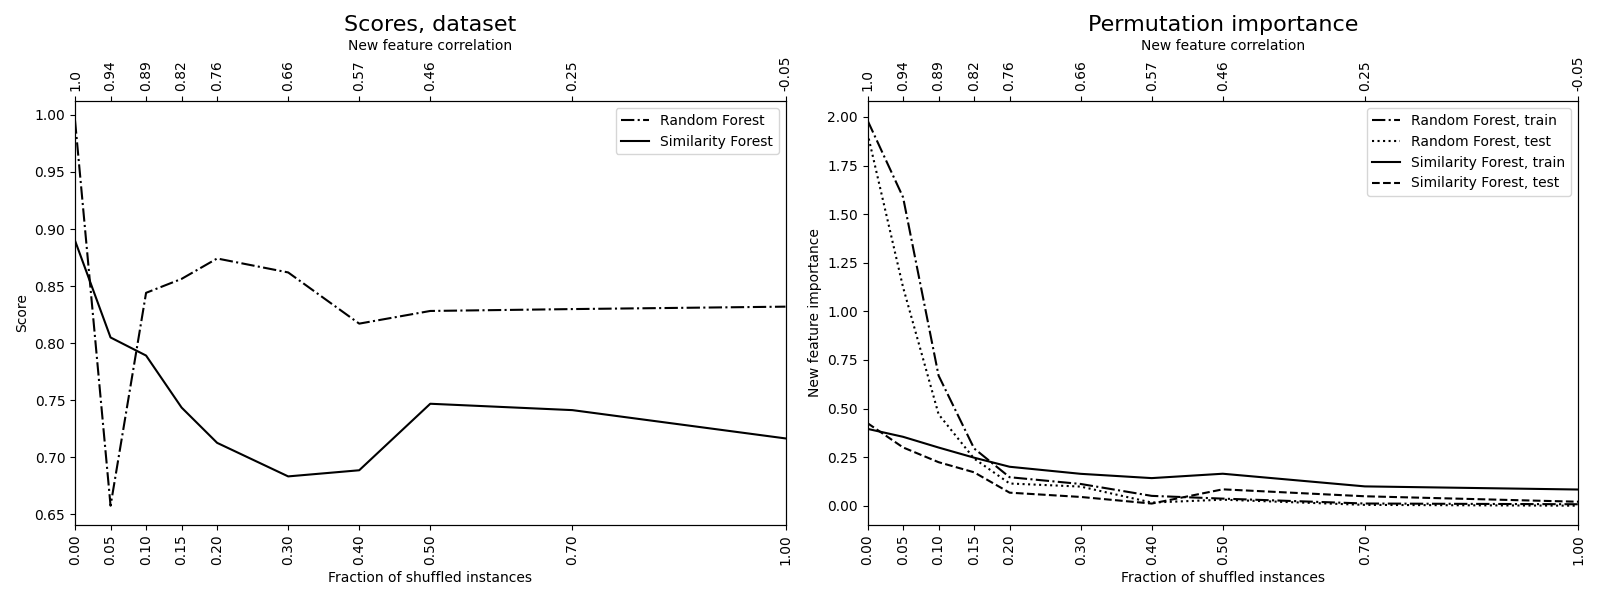 Scores, dataset
New feature correlation
1.0 0.94 0.89 0.82 0.76 0.66 0.57 0.46 0.25 -0.05
1.00
0.95
0.90
0.85
0.80
0.75
0.70
0.65
Score
Random Forest
Similarity Forest
0.00 0.05 0.10 0.15 0.20 0.30 0.40 0.50 0.70 1.00
Fraction of shuffled instances
Permutation importance
New feature correlation
1.0 0.94 0.89 0.82 0.76 0.66 0.57 0.46 0.25 -0.05
2.00
1.75
1.50
1.25
1.00
0.75
0.50
0.25
0.00
New feature importance
Random Forest, train
Random Forest, test
Similarity Forest, train
Similarity Forest, test
0.00 0.05 0.10 0.15 0.20 0.30 0.40 0.50 0.70 1.00
Fraction of shuffled instances